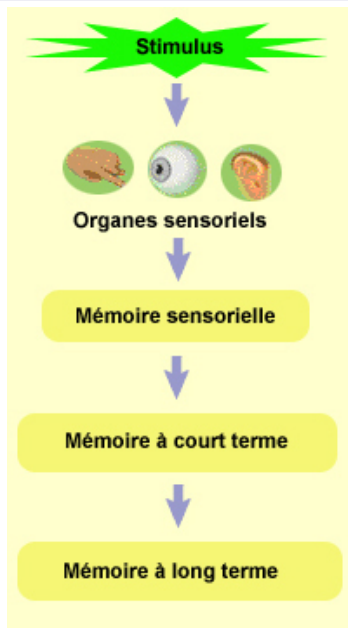 Stimulus
Organes sensoriels
Mémoire sensorielle
Mémoire à court terme
Mémoire à long terme